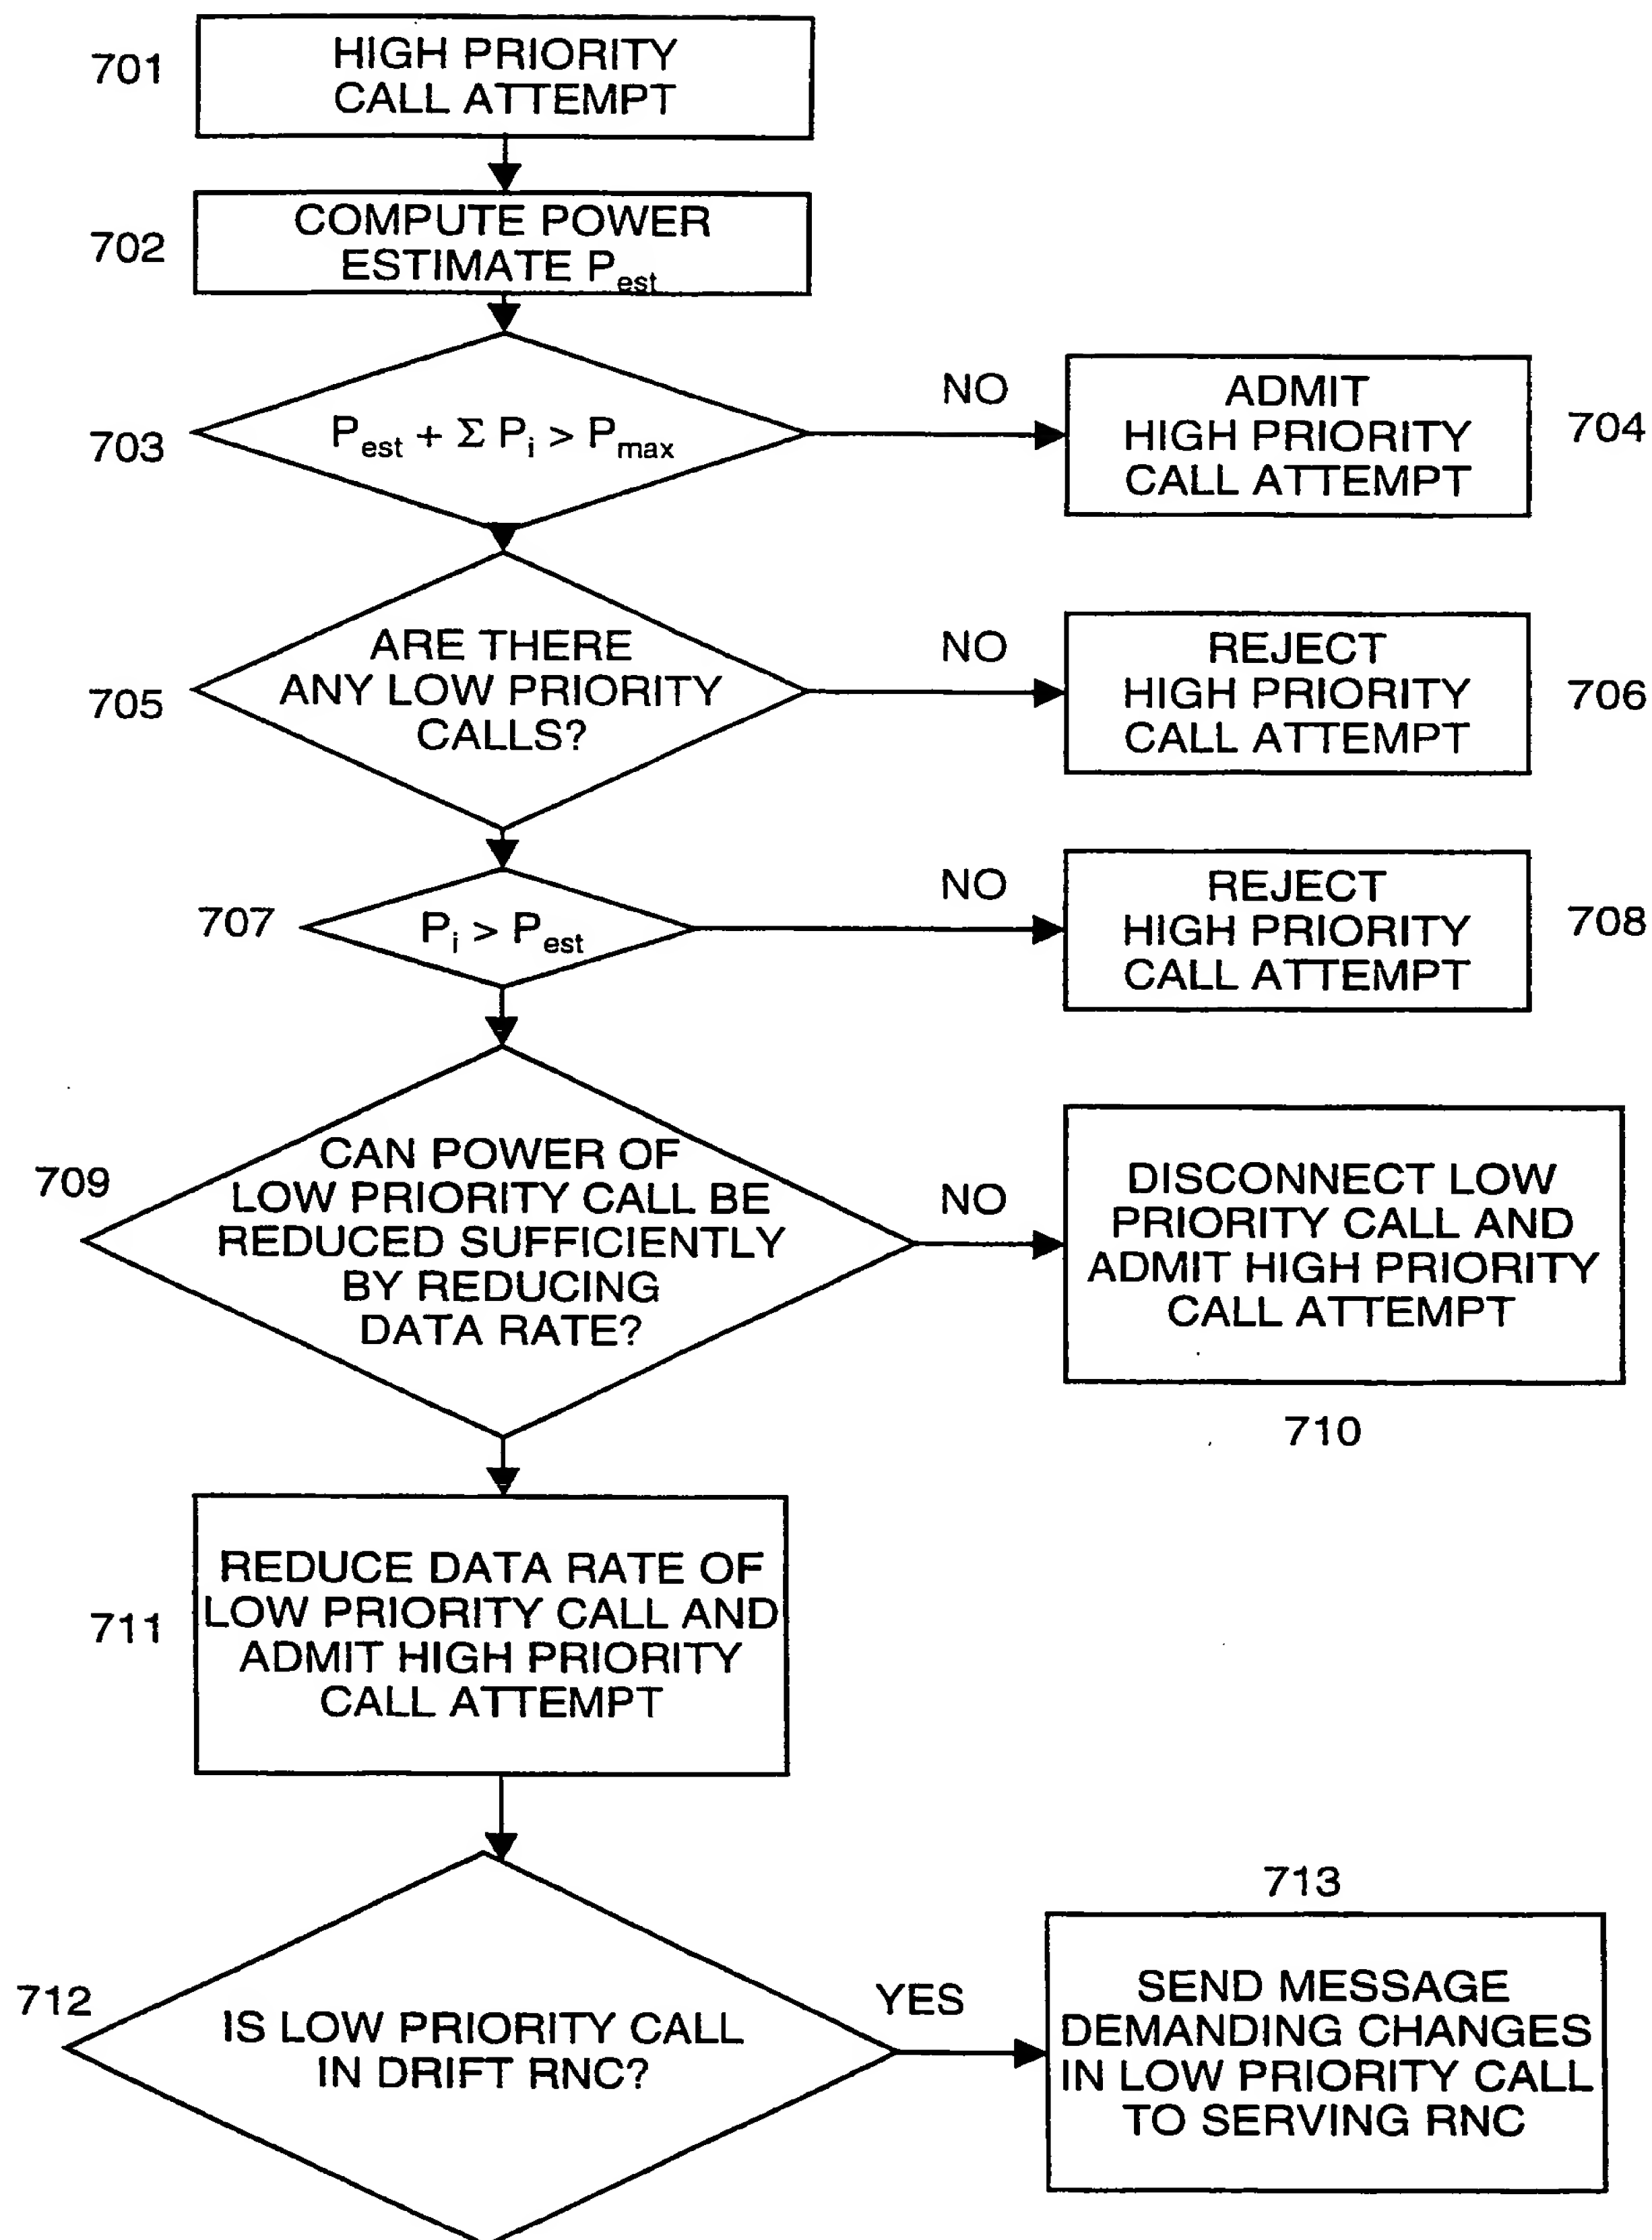 701
HIGH PRIORITY
CALL ATTEMPT
702
COMPUTE POWER
ESTIMATE Pest
703
Pest + Σ Pi > Pmax
NO
ADMIT
HIGH PRIORITY
CALL ATTEMPT
704
705
ARE THERE
ANY LOW PRIORITY
CALLS?
NO
REJECT
HIGH PRIORITY
CALL ATTEMPT
706
707
Pi > Pest
NO
REJECT
HIGH PRIORITY
CALL ATTEMPT
708
709
CAN POWER OF
LOW PRIORITY CALL BE
REDUCED SUFFICIENTLY
BY REDUCING
DATA RATE?
NO
DISCONNECT LOW
PRIORITY CALL AND
ADMIT HIGH PRIORITY
CALL ATTEMPT
710
711
REDUCE DATA RATE OF
LOW PRIORITY CALL AND
ADMIT HIGH PRIORITY
CALL ATTEMPT
712
IS LOW PRIORITY CALL
IN DRIFT RNC?
YES
713
SEND MESSAGE
DEMANDING CHANGES
IN LOW PRIORITY CALL
TO SERVING RNC